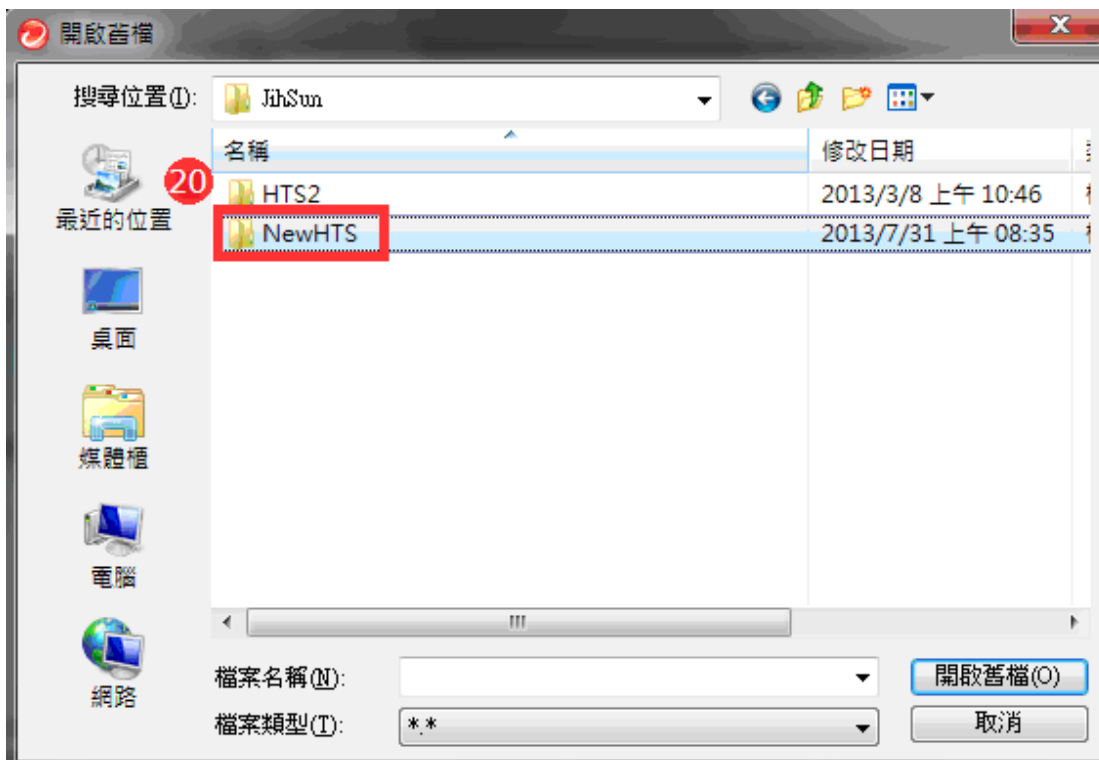 開啟舊檔
搜尋位置(I): JihSun
名稱 修改日期
20
HTS2 2013/3/8 上午 10:46
NewHTS 2013/7/31 上午 08:35
最近的位置
桌面
媒體櫃
電腦
網路
檔案名稱(N):
開啟舊檔(O)
檔案類型(T): *.*
取消